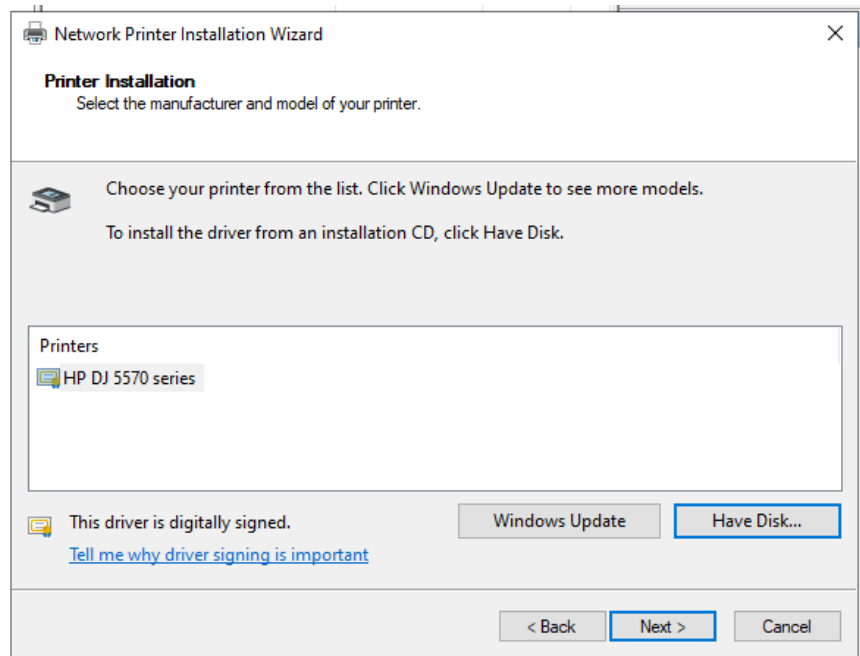 Network Printer Installation Wizard
Printer Installation
Select the manufacturer and model of your printer.
Choose your printer from the list. Click Windows Update to see more models.
To install the driver from an installation CD, click Have Disk.
Printers
HP DJ 5570 series
This driver is digitally signed.
Windows Update
Have Disk...
Tell me why driver signing is important
< Back
Next >
Cancel